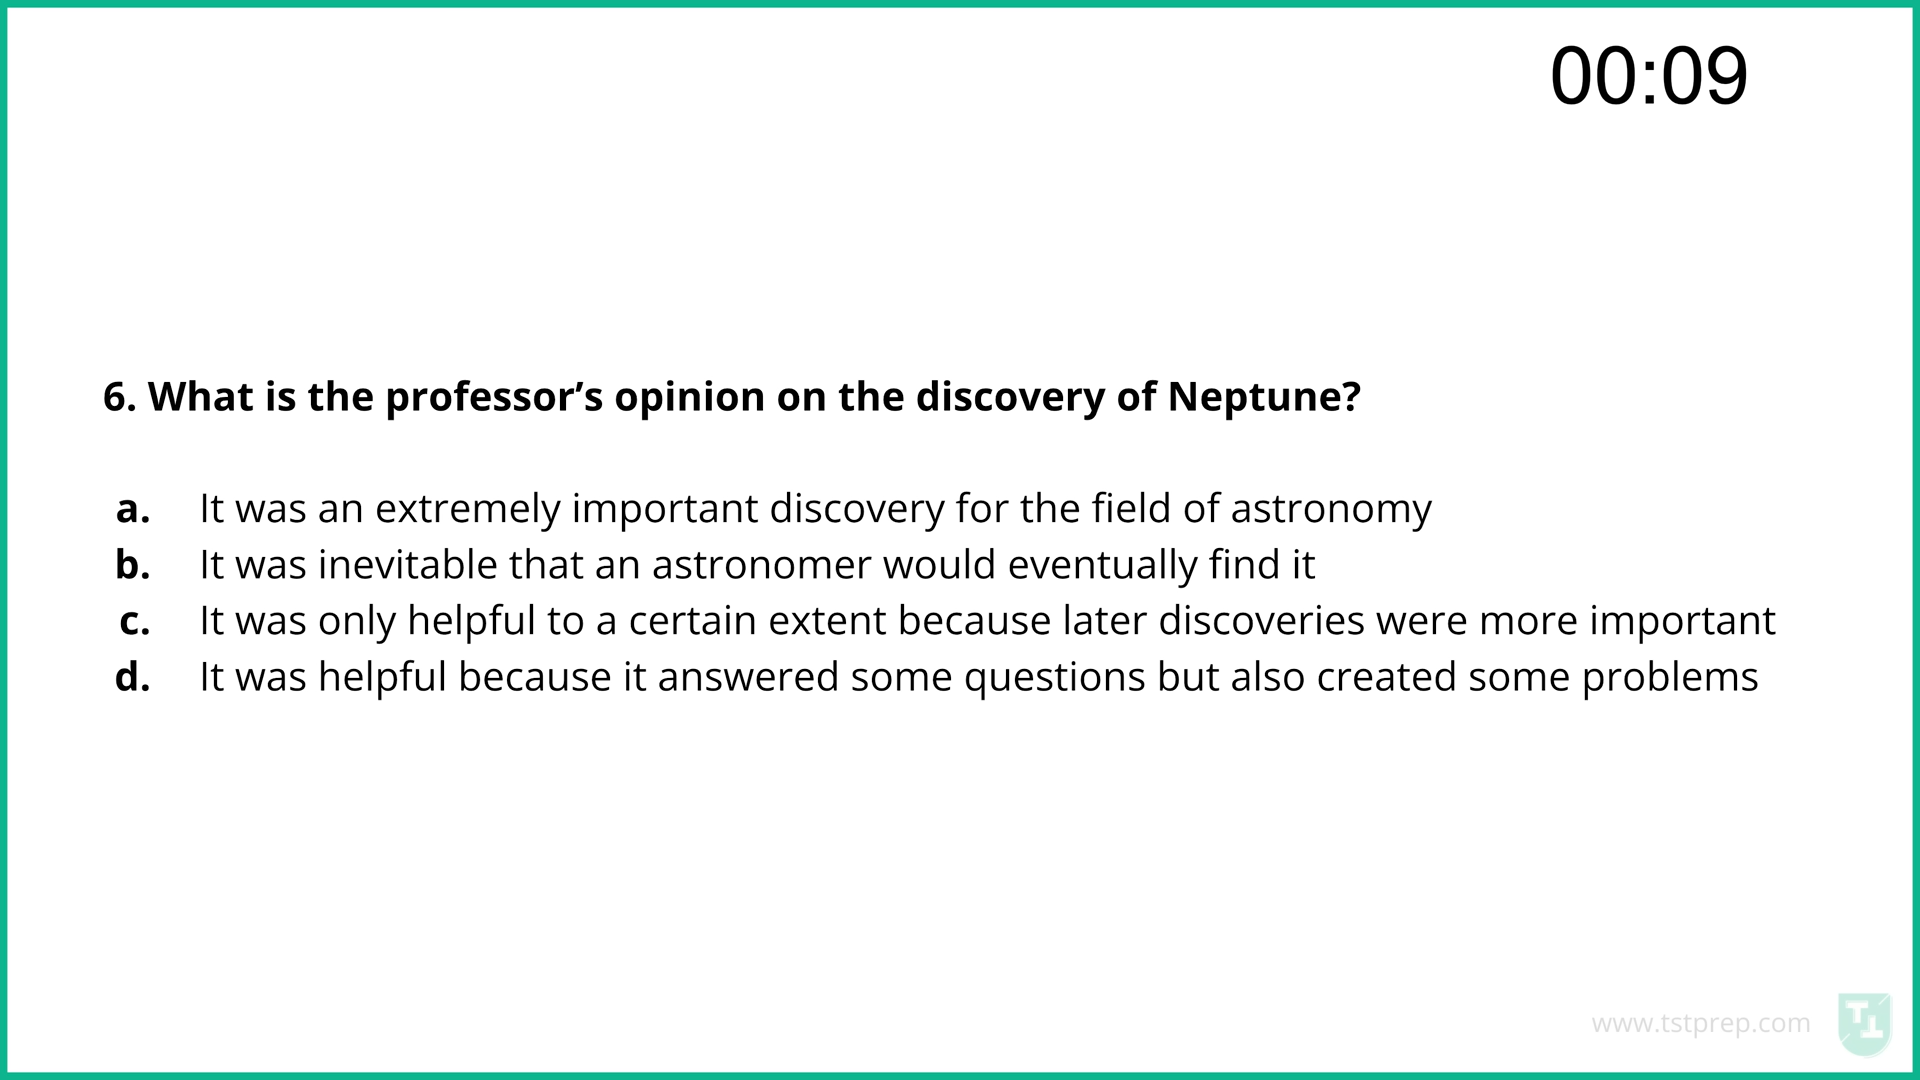 00:09
6. What is the professor’s opinion on the discovery of Neptune?
a. It was an extremely important discovery for the field of astronomy
b. It was inevitable that an astronomer would eventually find it
c. It was only helpful to a certain extent because later discoveries were more important
d. It was helpful because it answered some questions but also created some problems
www.tstprep.com